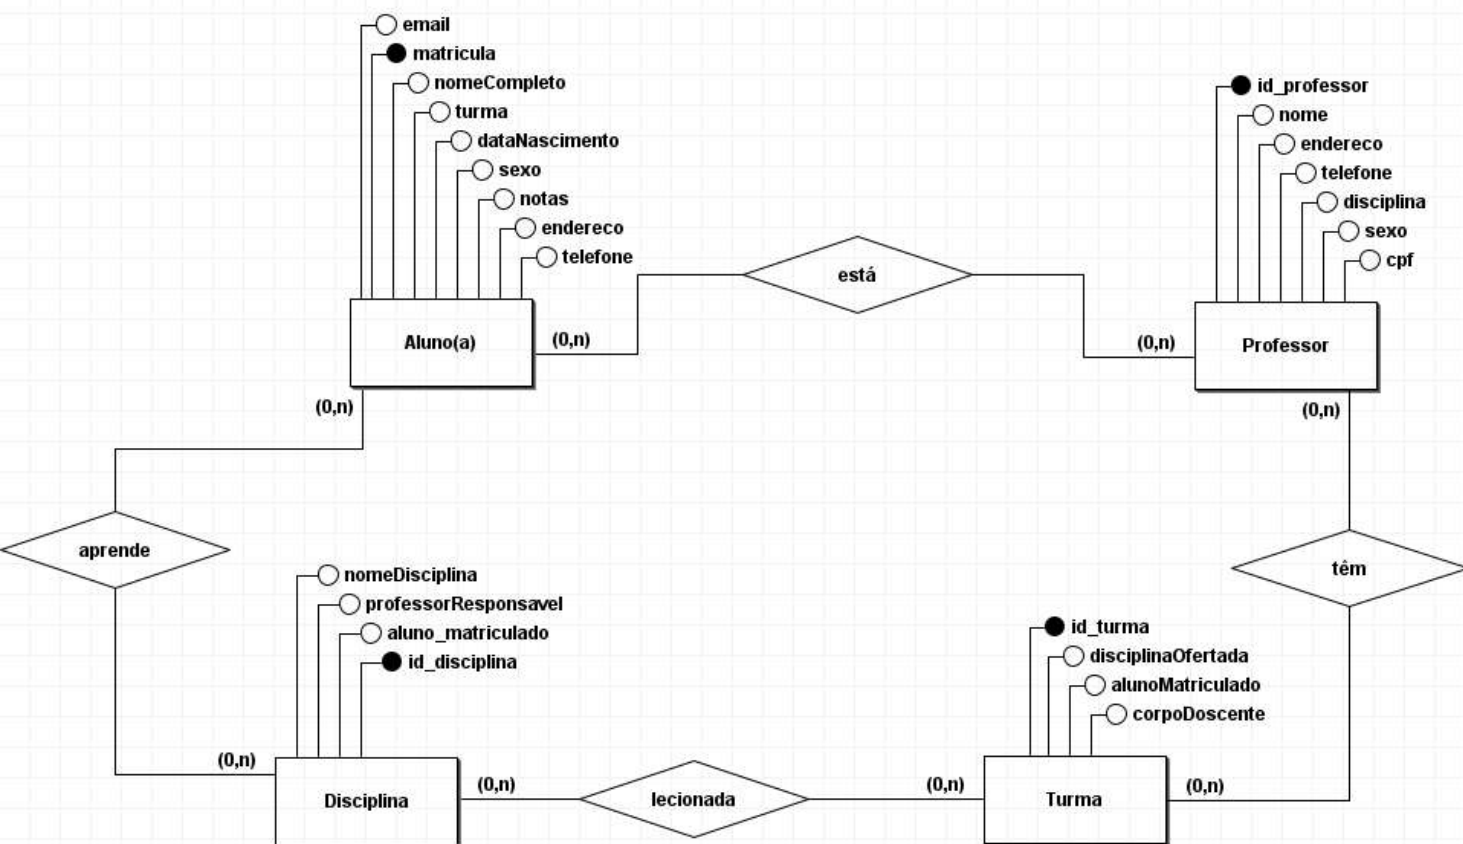 email
matricula
nomeCompleto
turma
dataNascimento
sexo
notas
endereco
telefone
Aluno(a)
(0,n)
está
(0,n)
id_professor
nome
endereco
telefone
disciplina
sexo
cpf
Professor
(0,n)
(0,n)
aprende
têm
nomeDisciplina
professorResponsavel
aluno_matriculado
id_disciplina
id_turma
disciplinaOfertada
alunoMatriculado
corpoDoscente
(0,n)
Disciplina
(0,n)
lecionada
(0,n)
Turma
(0,n)